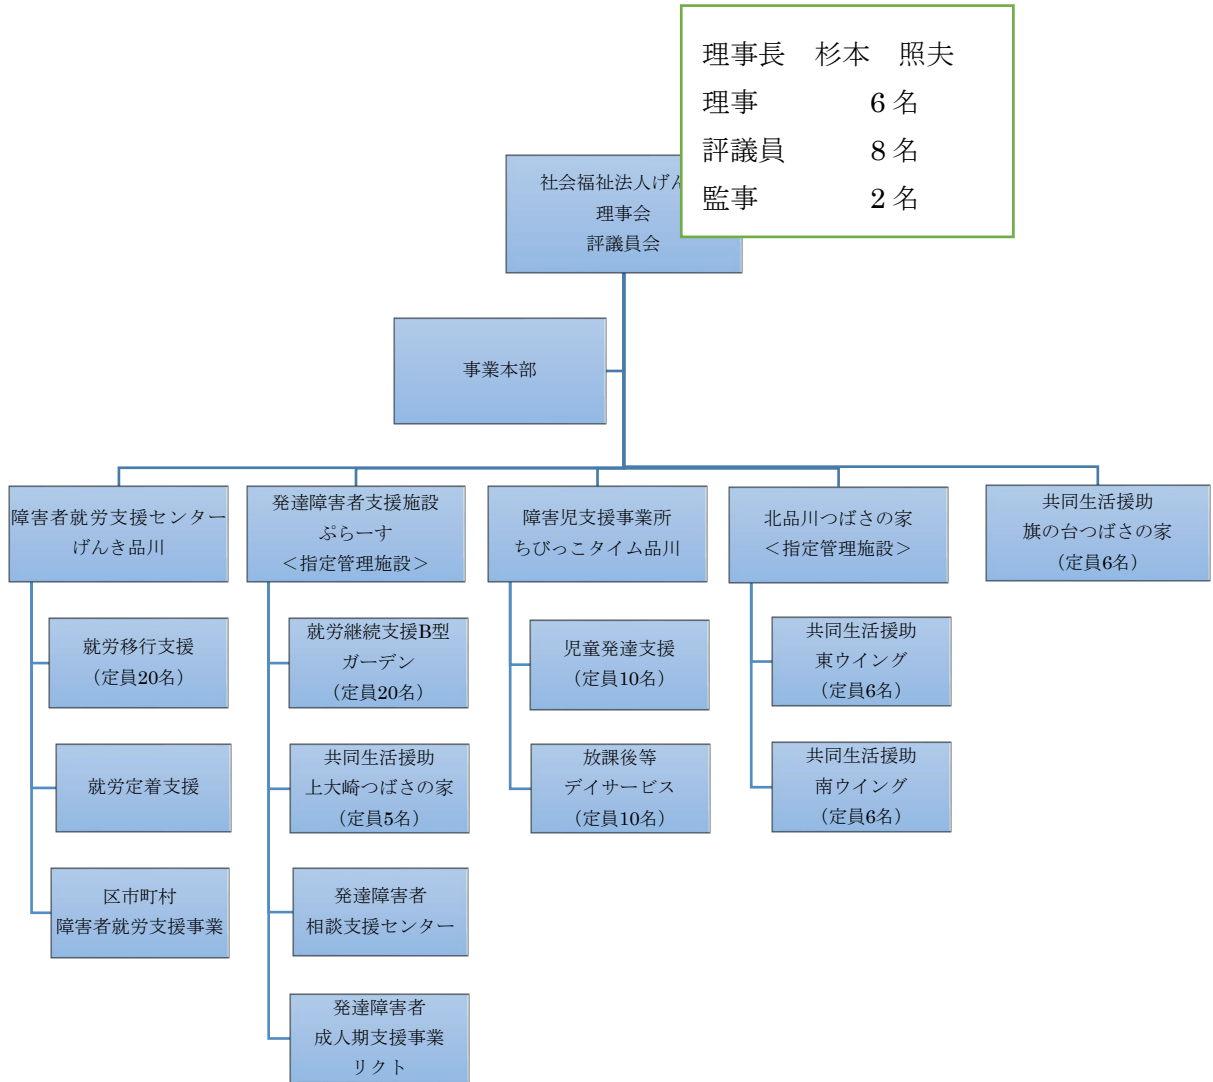 理事長　杉本　照夫
理事　6名
評議員　8名
監事　2名
社会福祉法人げん
理事会
評議員会
事業本部
障害者就労支援センター
げんき品川
就労移行支援
（定員20名）
就労定着支援
区市町村
障害者就労支援事業
発達障害者支援施設
ぷらーす
＜指定管理施設＞
就労継続支援B型
ガーデン
（定員20名）
共同生活援助
上大崎つばさの家
（定員5名）
発達障害者
相談支援センター
発達障害者
成人期支援事業
リクト
障害児支援事業所
ちびっこタイム品川
児童発達支援
（定員10名）
放課後等
デイサービス
（定員10名）
北品川つばさの家
＜指定管理施設＞
共同生活援助
東ウイング
（定員6名）
共同生活援助
南ウイング
（定員6名）
共同生活援助
旗の台つばさの家
（定員6名）